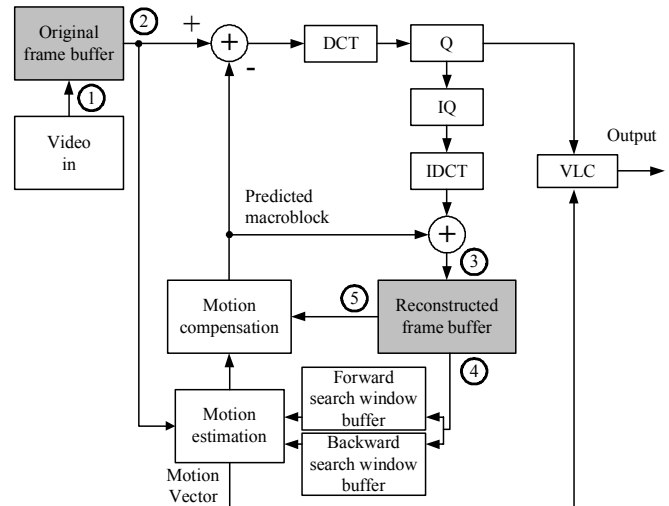 2
Original
frame buffer
+
+
-
DCT
Q
1
IQ
Video
in
Output
IDCT
VLC
Predicted
macroblock
+
3
5
Motion
compensation
Reconstructed
frame buffer
4
Forward
search window
buffer
Motion
estimation
Backward
search window
buffer
Motion
Vector